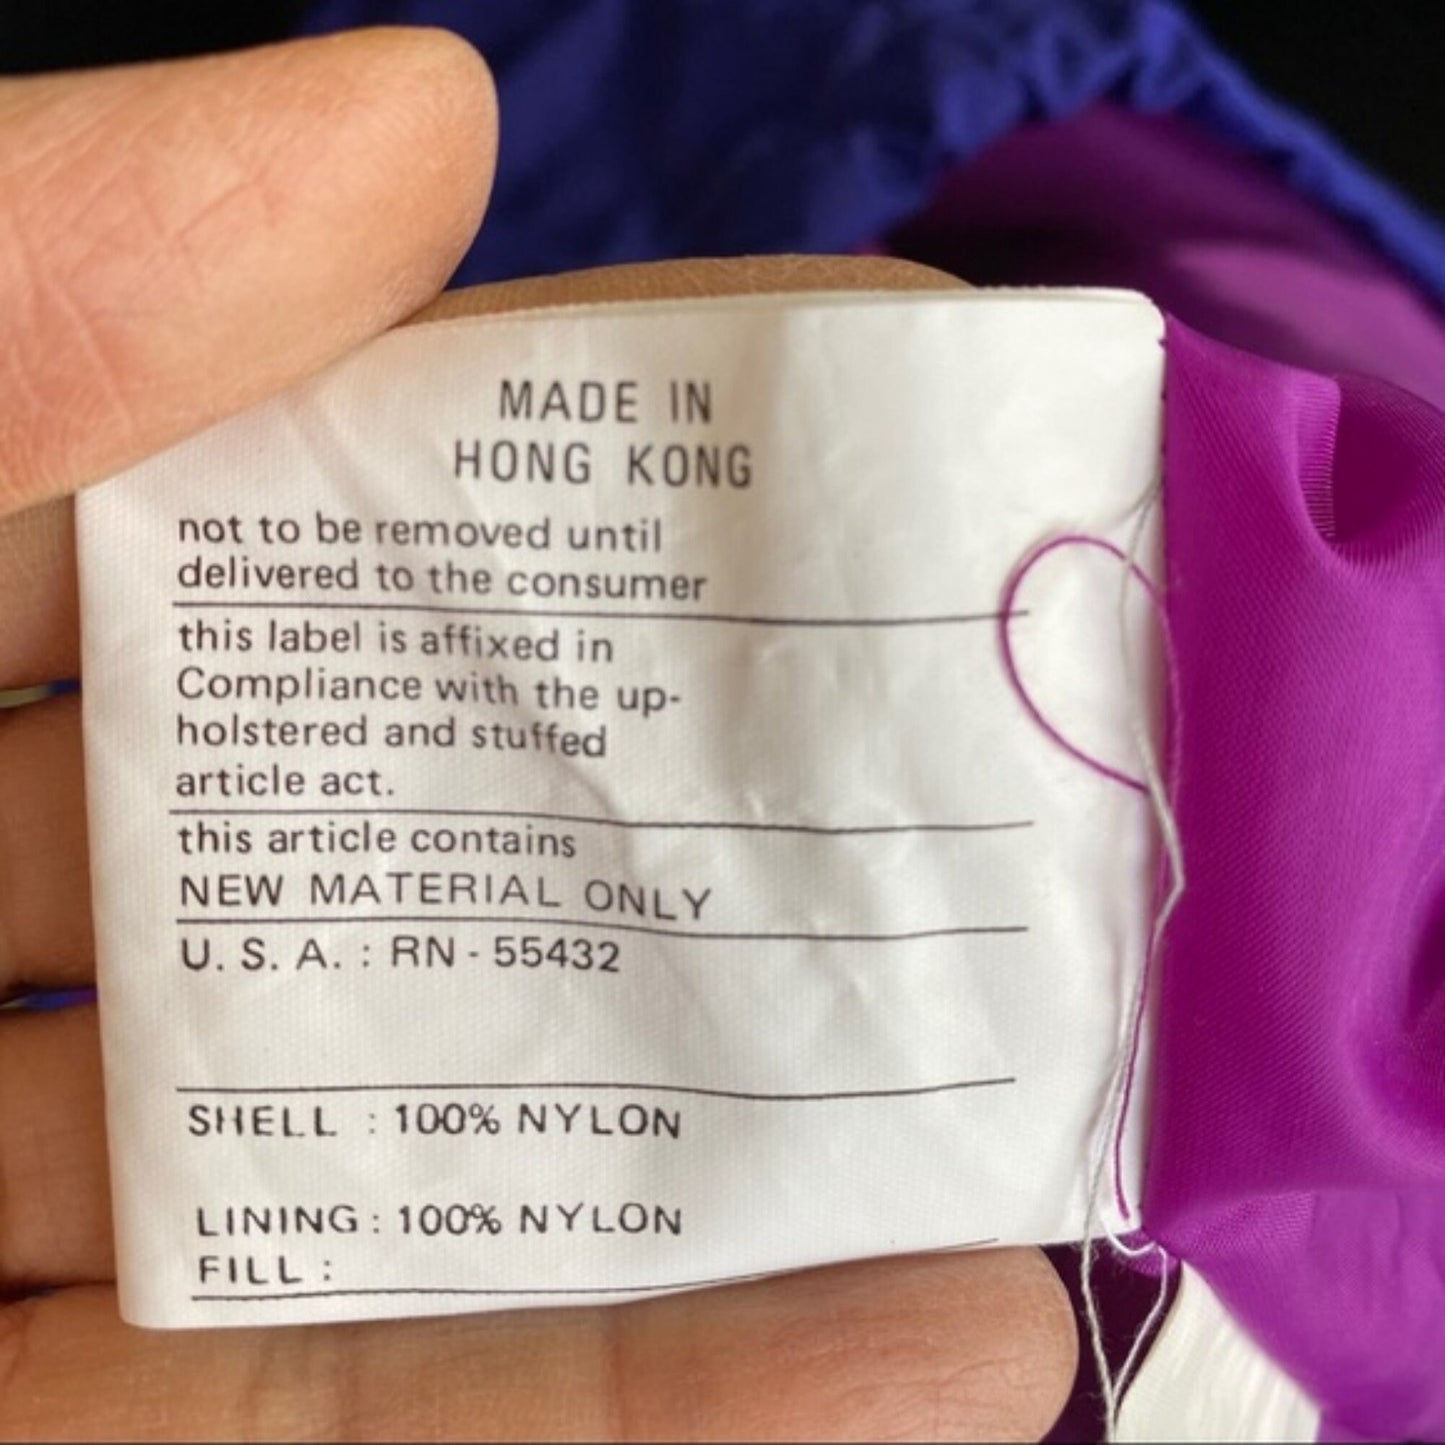 MADE IN
HONG KONG
not to be removed until
delivered to the consumer
this label is affixed in
Compliance with the up-
holstered and stuffed
article act.
this article contains
NEW MATERIAL ONLY
U. S. A. : RN - 55432
SHELL : 100% NYLON
LINING : 100% NYLON
FILL :